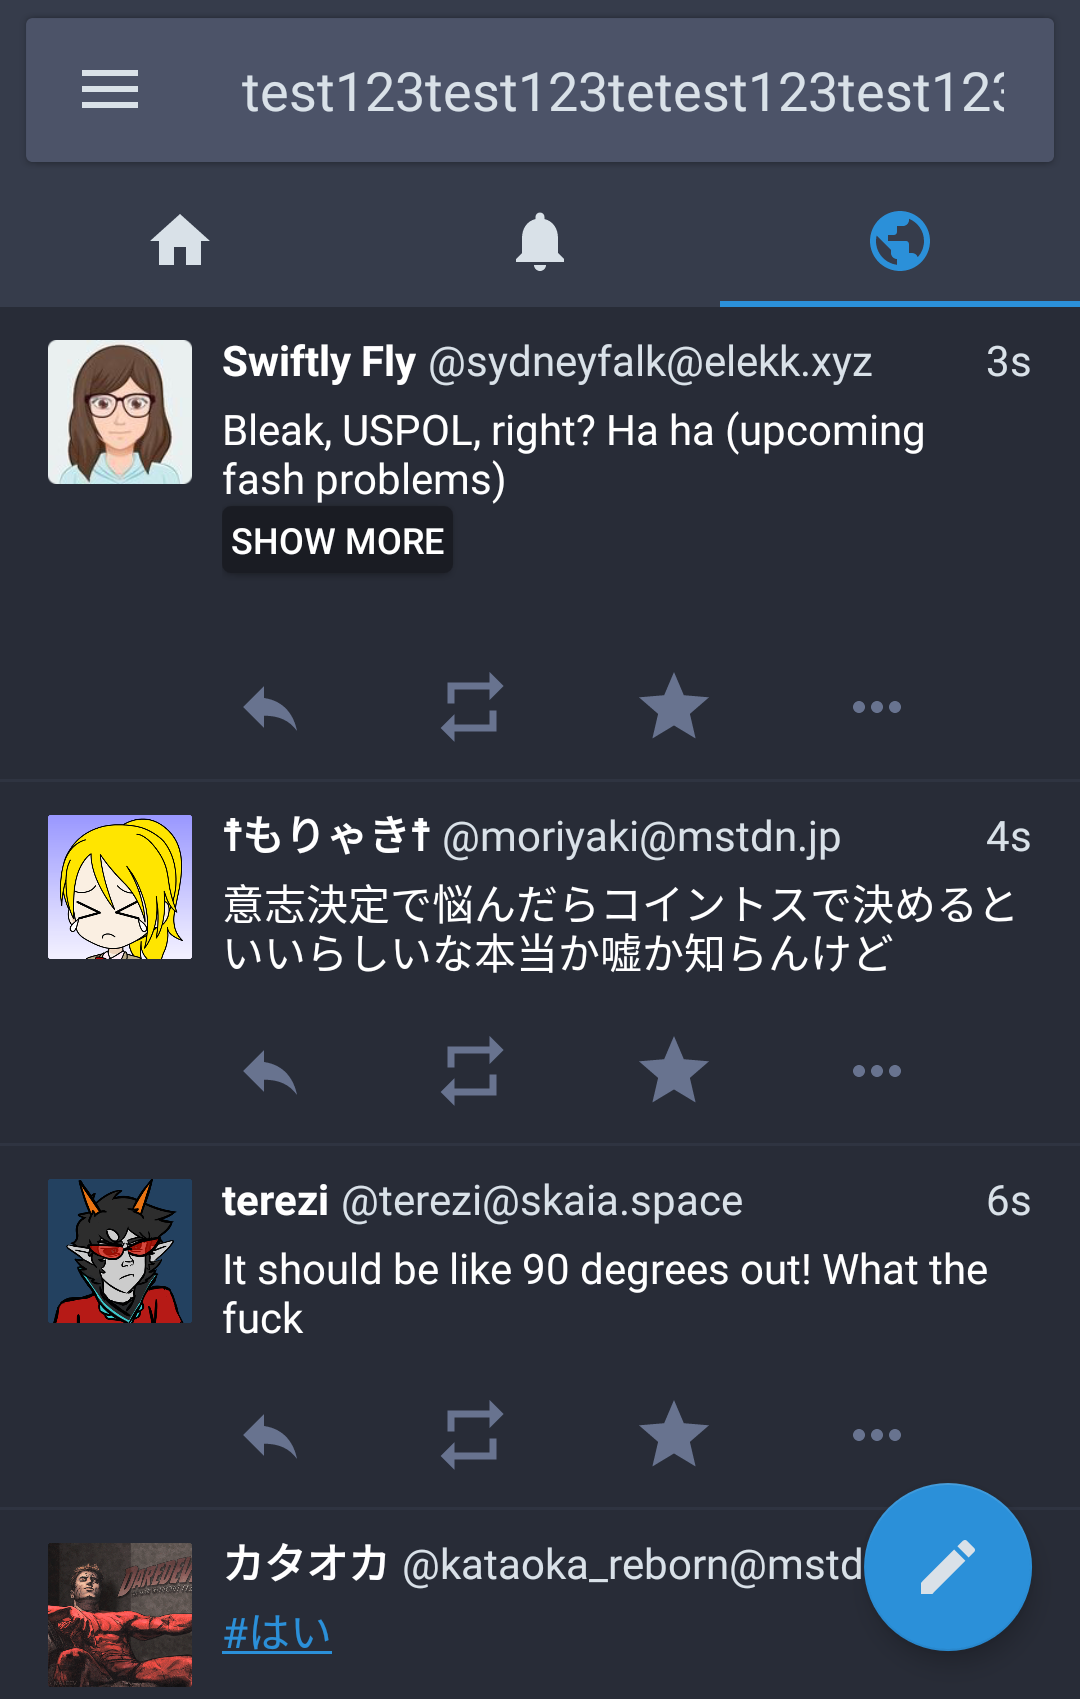 test123test123tetest123test123
Swiftly Fly @sydneyfalk@elekk.xyz 3s
Bleak, USPOL, right? Ha ha (upcoming
fash problems)
SHOW MORE
☨もりゃき☨ @moriyaki@mstdn.jp 4s
意志決定で悩んだらコイントスで決めると
いいらしいな本当か嘘か知らんけど
terezi @terezi@skaia.space 6s
It should be like 90 degrees out! What the
fuck
カタオカ @kataoka_reborn@mstd
#はい
DAREDEV